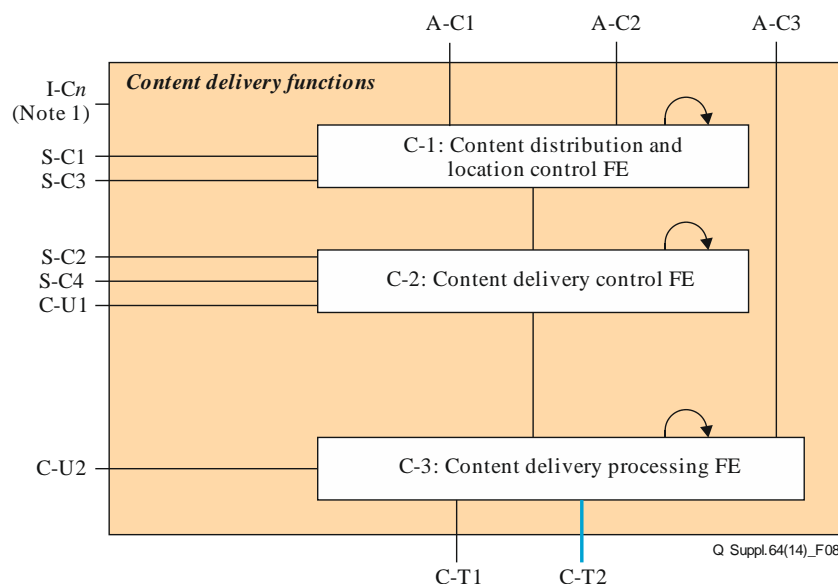 A-C1
A-C2
A-C3
Content delivery functions
I-Cn
(Note 1)
C-1: Content distribution and
location control FE
S-C1
S-C3
S-C2
C-2: Content delivery control FE
S-C4
C-U1
C-U2
C-3: Content delivery processing FE
Q Suppl.64(14)_F08
C-T1
C-T2